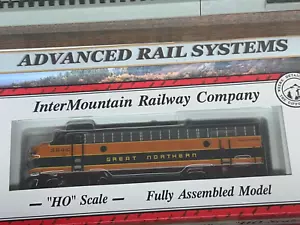 ADVANCED RAIL SYSTEMS
InterMountain Railway Company
GREAT NORTHERN
"HO" Scale — Fully Assembled Model